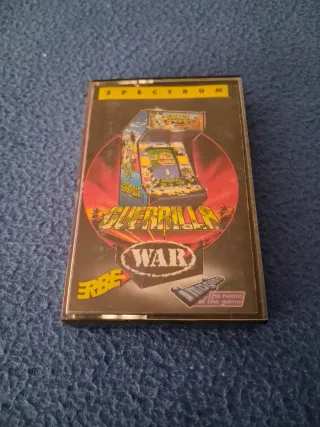 SPECTRUM
GUERRILLA
WAR
ERBE
Imagine
...the name
of the game